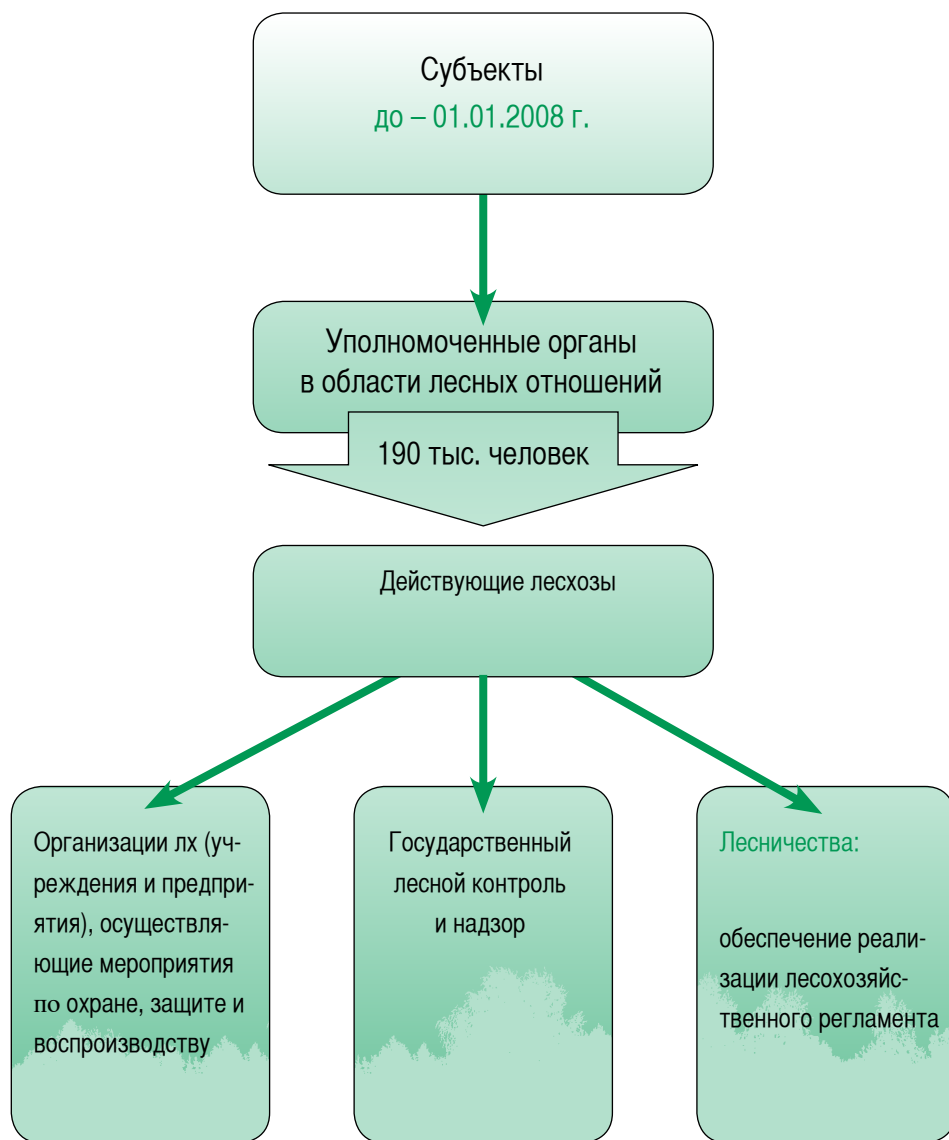 Субъекты
до – 01.01.2008 г.
Уполномоченные органы
в области лесных отношений
190 тыс. человек
Действующие лесхозы
Организации лх (уч-
реждения и предпри-
ятия), осуществля-
ющие мероприятия
по охране, защите и
воспроизводству
Государственный
лесной контроль
и надзор
Лесничества:
обеспечение реали-
зации лесохозяйс-
твенного регламента